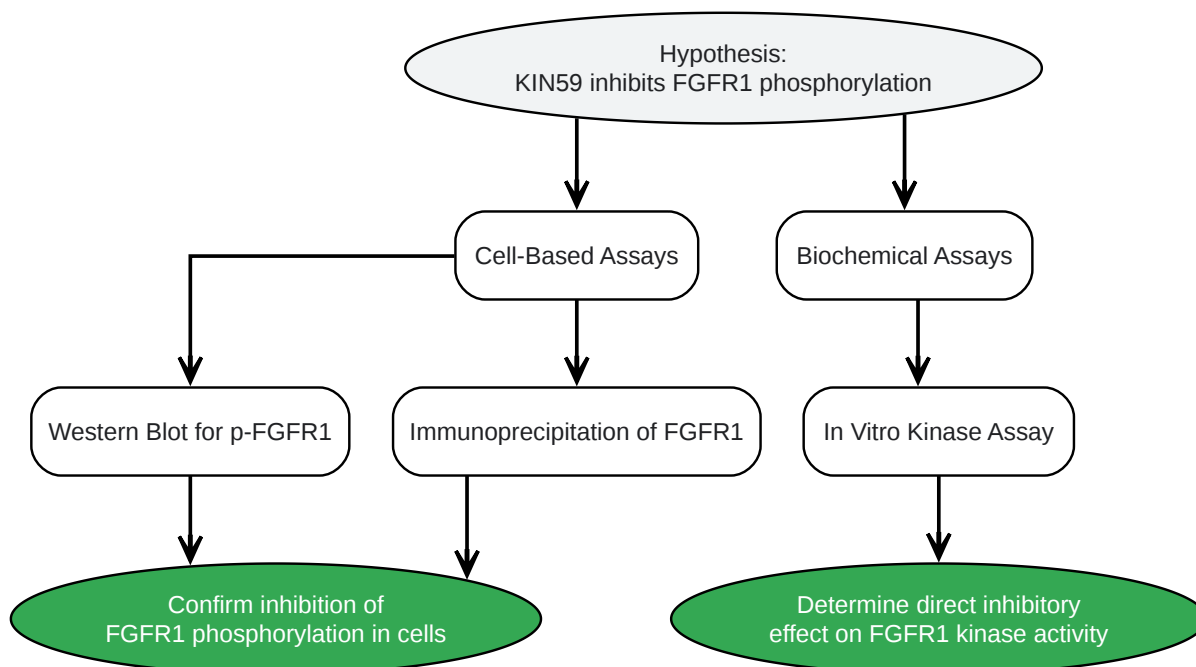 Hypothesis:
KIN59 inhibits FGFR1 phosphorylation
Cell-Based Assays
Biochemical Assays
Western Blot for p-FGFR1
Immunoprecipitation of FGFR1
In Vitro Kinase Assay
Confirm inhibition of
FGFR1 phosphorylation in cells
Determine direct inhibitory
effect on FGFR1 kinase activity